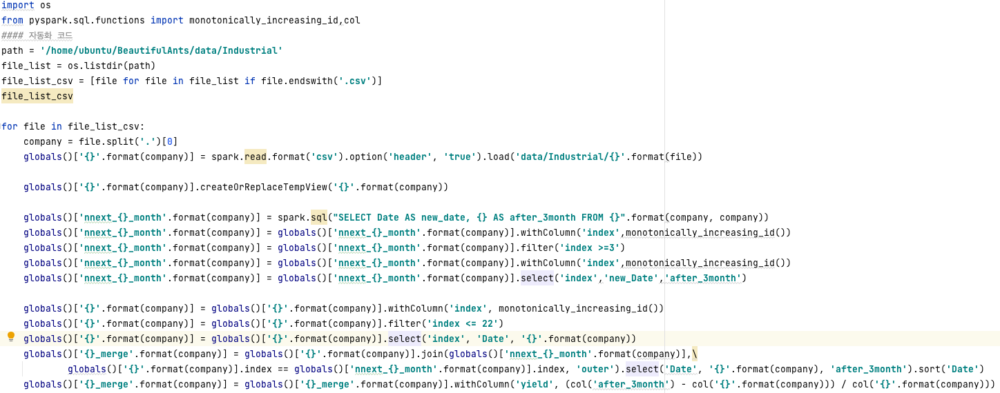 import os
from pyspark.sql.functions import monotonically_increasing_id,col
#### 자동화 코드
path = '/home/ubuntu/BeautifulAnts/data/Industrial'
file_list = os.listdir(path)
file_list_csv = [file for file in file_list if file.endswith('.csv')]
file_list_csv
for file in file_list_csv:
    company = file.split('.')[0]
    globals()['{}'.format(company)] = spark.read.format('csv').option('header', 'true').load('data/Industrial/{}'.format(file))
    globals()['{}'.format(company)].createOrReplaceTempView('{}'.format(company))
    globals()['nnext_{}_month'.format(company)] = spark.sql("SELECT Date AS new_date, {} AS after_3month FROM {}".format(company, company))
    globals()['nnext_{}_month'.format(company)] = globals()['nnext_{}_month'.format(company)].withColumn('index',monotonically_increasing_id())
    globals()['nnext_{}_month'.format(company)] = globals()['nnext_{}_month'.format(company)].filter('index >=3')
    globals()['nnext_{}_month'.format(company)] = globals()['nnext_{}_month'.format(company)].withColumn('index',monotonically_increasing_id())
    globals()['nnext_{}_month'.format(company)] = globals()['nnext_{}_month'.format(company)].select('index','new_Date','after_3month')
    globals()['{}'.format(company)] = globals()['{}'.format(company)].withColumn('index', monotonically_increasing_id())
    globals()['{}'.format(company)] = globals()['{}'.format(company)].filter('index <= 22')
    globals()['{}'.format(company)] = globals()['{}'.format(company)].select('index', 'Date', '{}'.format(company))
    globals()['{}_merge'.format(company)] = globals()['{}'.format(company)].join(globals()['nnext_{}_month'.format(company)],\
            globals()['{}'.format(company)].index == globals()['nnext_{}_month'.format(company)].index, 'outer').select('Date', '{}'.format(company), 'after_3month').sort('Date')
    globals()['{}_merge'.format(company)] = globals()['{}_merge'.format(company)].withColumn('yield', (col('after_3month') - col('{}'.format(company))) / col('{}'.format(company)))